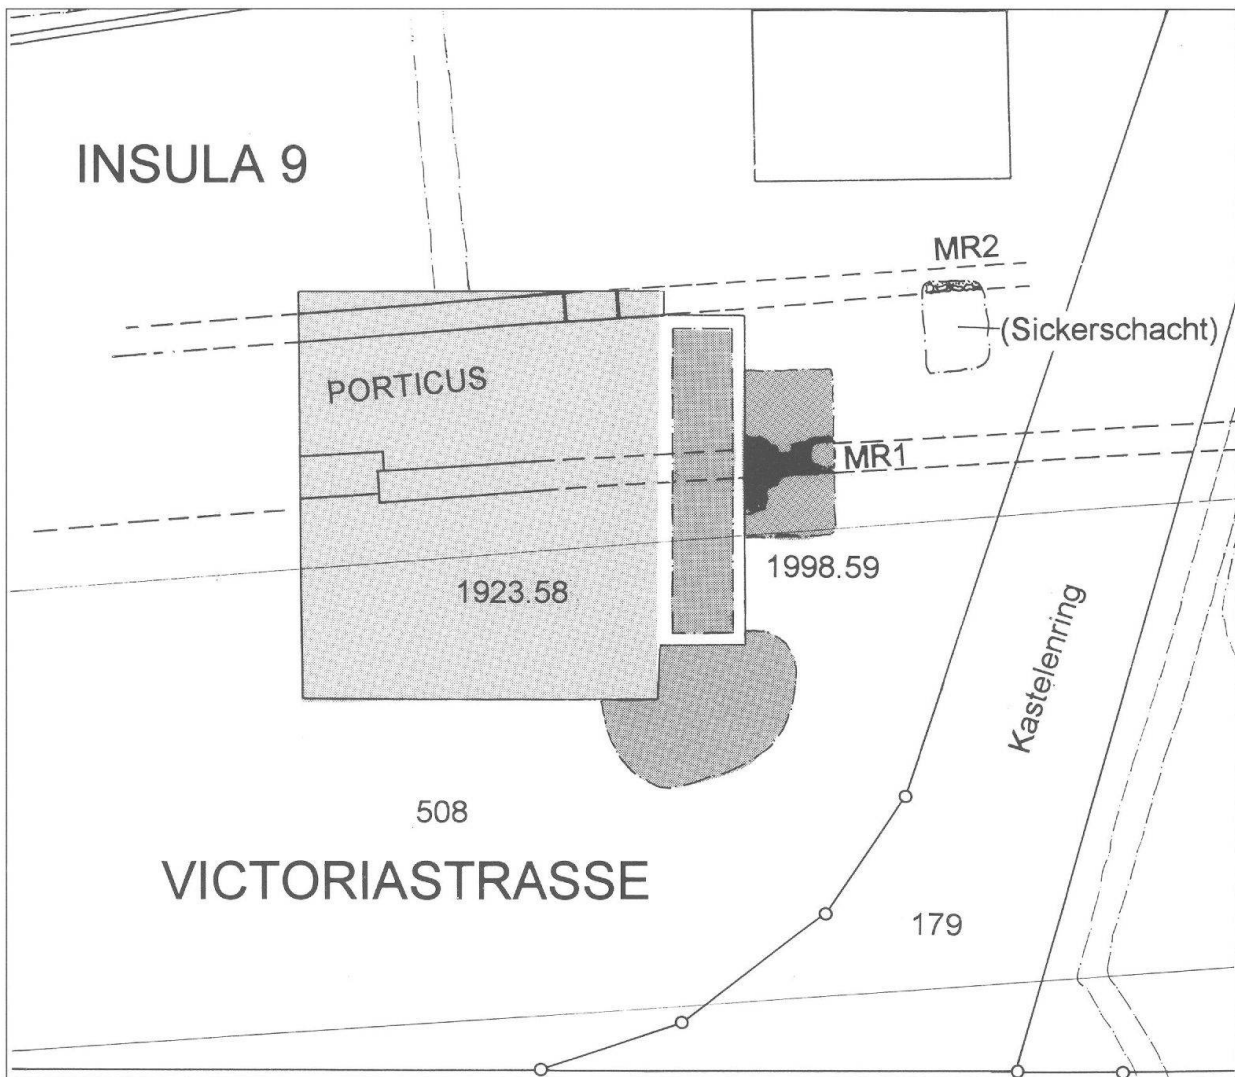 INSULA 9
MR2
(Sickerschacht)
PORTICUS
MR1
1998.59
1923.58
Kastelenring
508
VICTORIASTRASSE
179